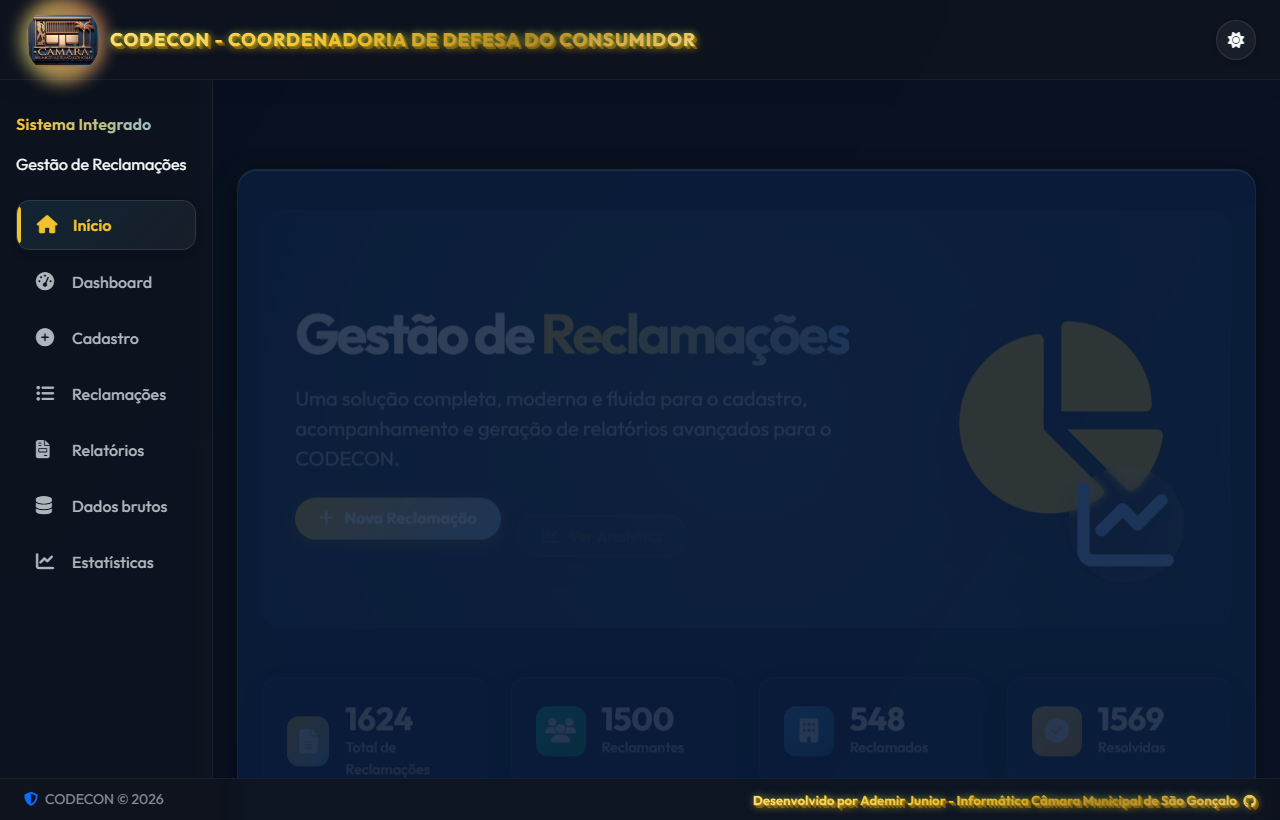 CAMARA
CODECON - COORDENADORIA DE DEFESA DO CONSUMIDOR
Sistema Integrado
Gestão de Reclamações
Início
Dashboard
Cadastro
Reclamações
Relatórios
Dados brutos
Estatísticas
Gestão de Reclamações
Uma solução completa, moderna e fluida para o cadastro,
acompanhamento e geração de relatórios avançados para o
CODECON.
Nova Reclamação
1624
Total de
Reclamações
1500
Reclamantes
548
Reclamados
1569
Resolvidas
CODECON © 2026
Desenvolvido por Ademir Junior - Informática Câmara Municipal de São Gonçalo